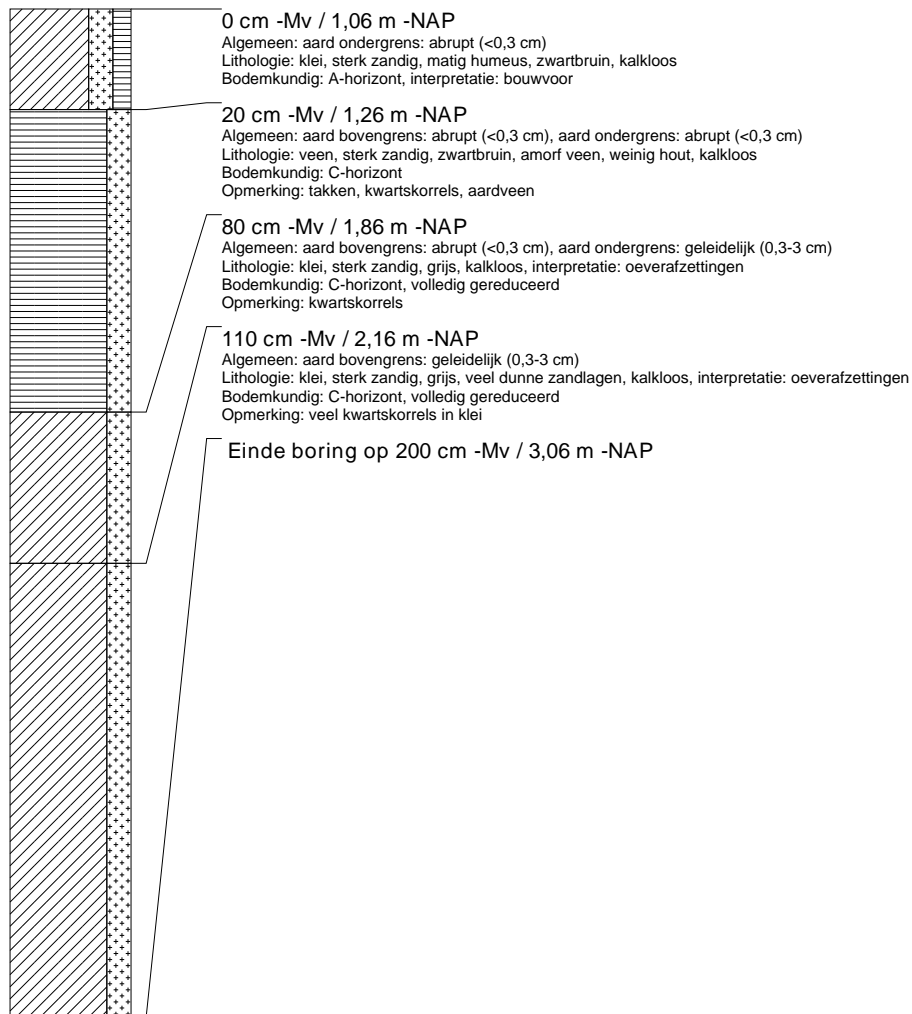 0 cm -Mv / 1,06 m -NAP
Algemeen: aard ondergrens: abrupt (<0,3 cm)
Lithologie: klei, sterk zandig, matig humeus, zwartbruin, kalkloos
Bodemkundig: A-horizont, interpretatie: bouwvoor
20 cm -Mv / 1,26 m -NAP
Algemeen: aard bovengrens: abrupt (<0,3 cm), aard ondergrens: abrupt (<0,3 cm)
Lithologie: veen, sterk zandig, zwartbruin, amorf veen, weinig hout, kalkloos
Bodemkundig: C-horizont
Opmerking: takken, kwartskorrels, aardveen
80 cm -Mv / 1,86 m -NAP
Algemeen: aard bovengrens: abrupt (<0,3 cm), aard ondergrens: geleidelijk (0,3-3 cm)
Lithologie: klei, sterk zandig, grijs, kalkloos, interpretatie: oeverafzettingen
Bodemkundig: C-horizont, volledig gereduceerd
Opmerking: kwartskorrels
110 cm -Mv / 2,16 m -NAP
Algemeen: aard bovengrens: geleidelijk (0,3-3 cm)
Lithologie: klei, sterk zandig, grijs, veel dunne zandlagen, kalkloos, interpretatie: oeverafzettingen
Bodemkundig: C-horizont, volledig gereduceerd
Opmerking: veel kwartskorrels in klei
Einde boring op 200 cm -Mv / 3,06 m -NAP